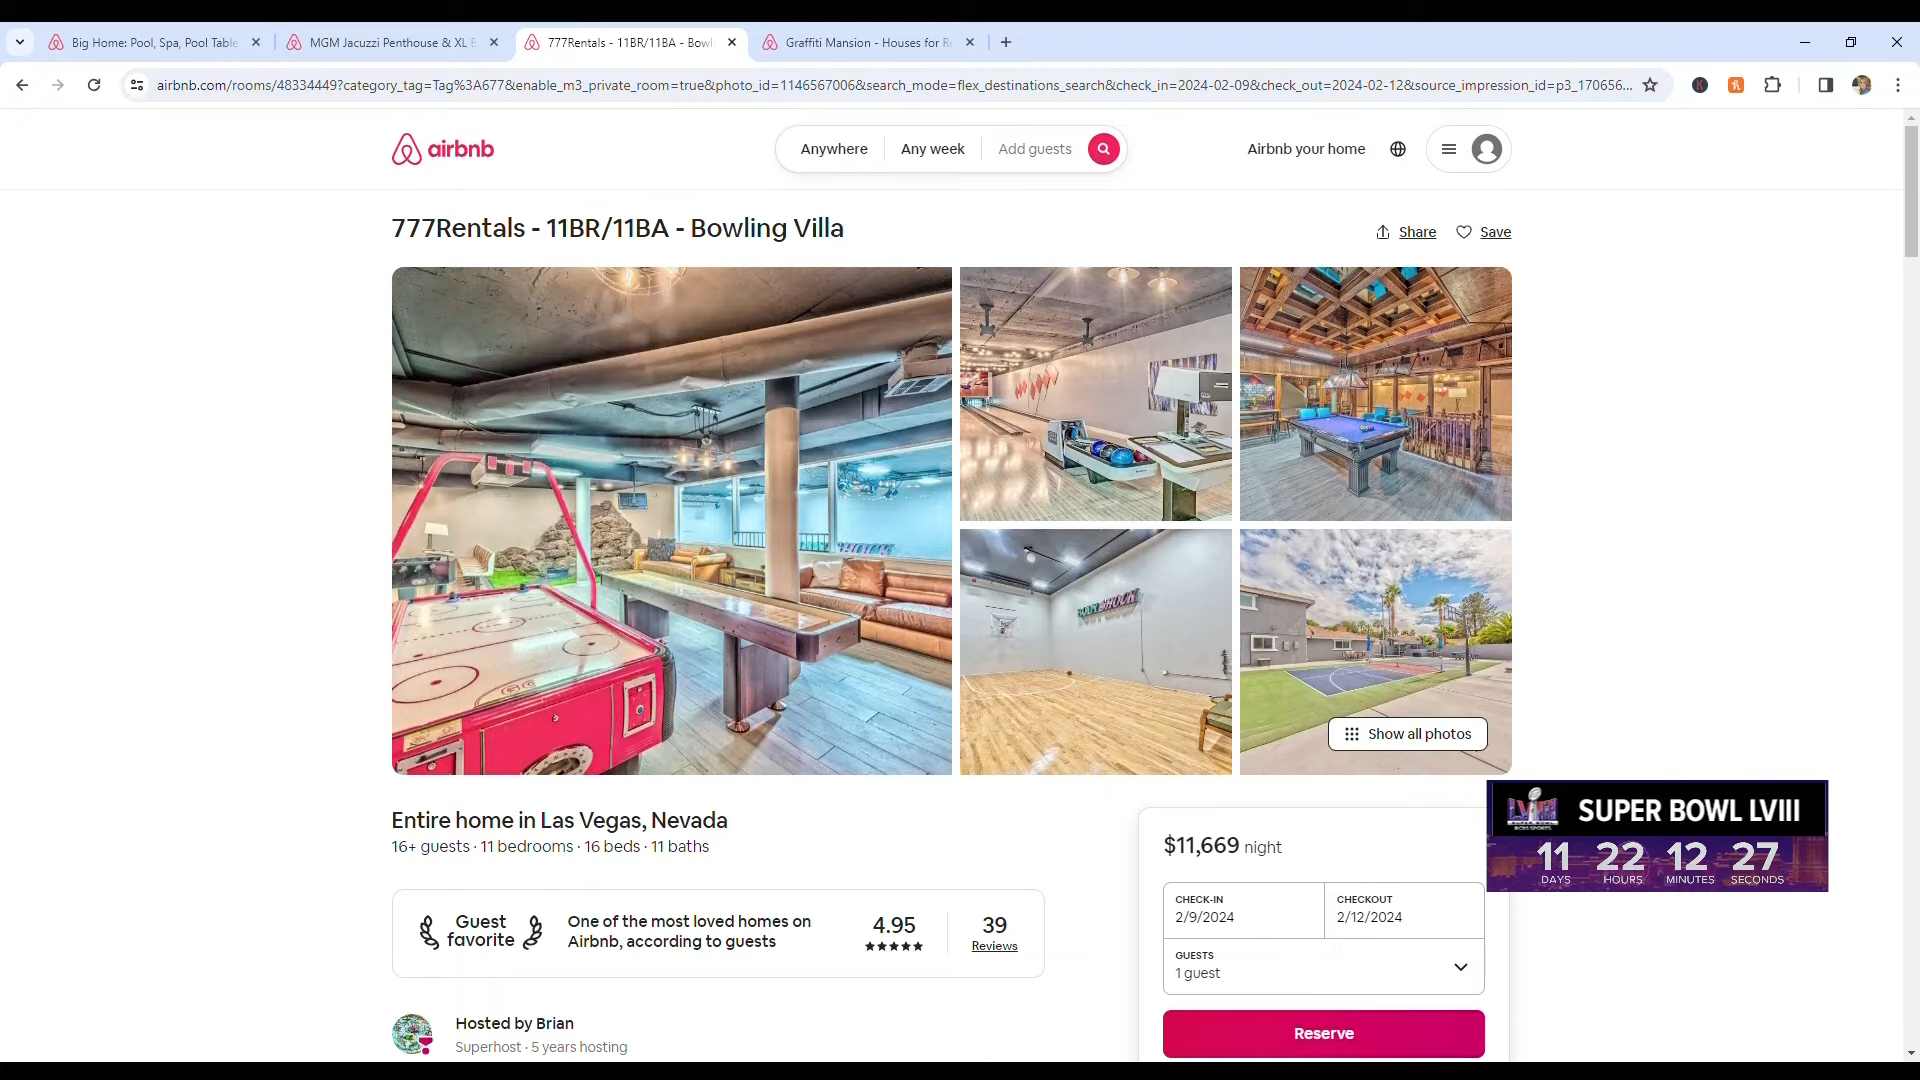 Big Home: Pool, Spa, Pool Table
MGM Jacuzzi Penthouse & XL B
777Rentals - 11BR/11BA - Bowli
Graffiti Mansion - Houses for Re
airbnb.com/rooms/48334449?category_tag=Tag%3A677&enable_m3_private_room=true&photo_id=1146567006&search_mode=flex_destinations_search&check_in=2024-02-09&check_out=2024-02-12&source_impression_id=p3_170656...
airbnb
Anywhere
Any week
Add guests
Airbnb your home
777Rentals - 11BR/11BA - Bowling Villa
Share
Save
Show all photos
Entire home in Las Vegas, Nevada
16+ guests · 11 bedrooms · 16 beds · 11 baths
Guest favorite
One of the most loved homes on
Airbnb, according to guests
4.95
39
Reviews
Hosted by Brian
Superhost · 5 years hosting
$11,669 night
CHECK-IN
2/9/2024
CHECKOUT
2/12/2024
GUESTS
1 guest
Reserve
LVIII
SUPER BOWL
CBS SPORTS
SUPER BOWL LVIII
11 22 12 27
DAYS HOURS MINUTES SECONDS